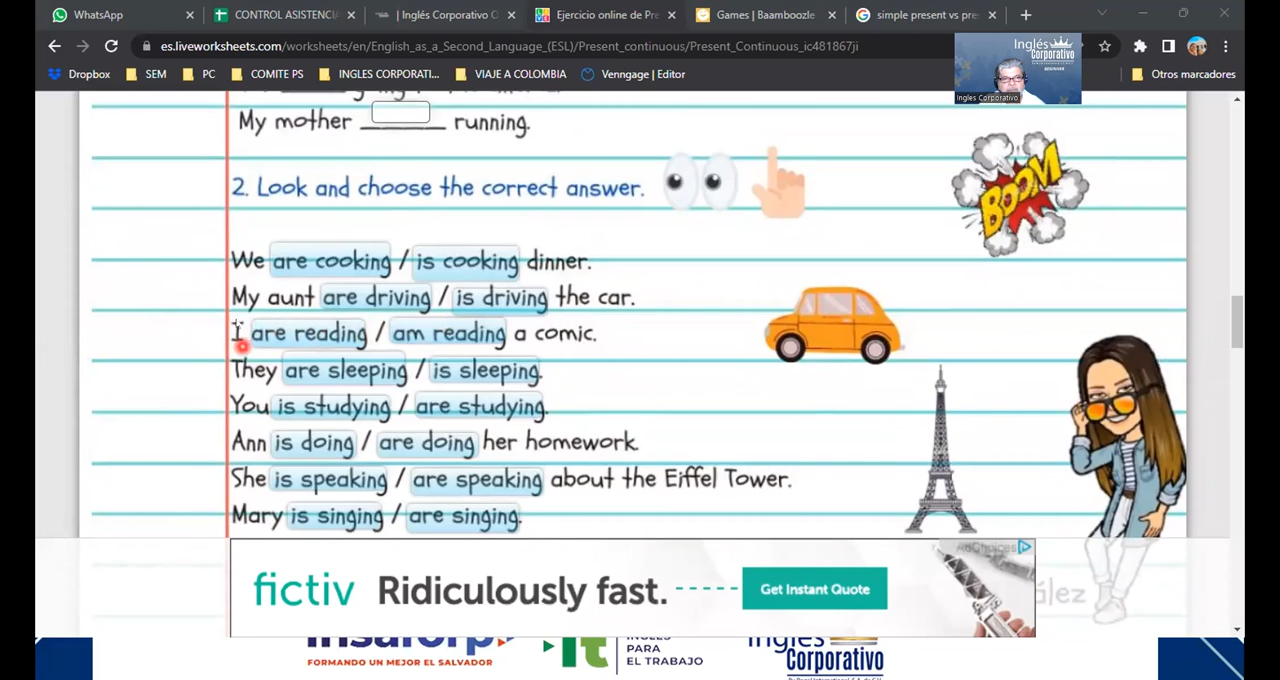 WhatsApp
CONTROL ASISTENCI
| Inglés Corporativo O
Ejercicio online de Pre
Games | Baamboozle
simple present vs pre
es.liveworksheets.com/worksheets/en/English_as_a_Second_Language_(ESL)/Present_continuous/Present_Continuous_ic481867ji
Dropbox
SEM
PC
COMITE PS
INGLES CORPORATI...
VIAJE A COLOMBIA
Venngage | Editor
Otros marcadores
Inglés
Corporativo
Ingles Corporativo
My mother ________ running.
2. Look and choose the correct answer.
BOOM
We are cooking / is cooking dinner.
My aunt are driving / is driving the car.
I are reading / am reading a comic.
They are sleeping / is sleeping.
You is studying / are studying.
Ann is doing / are doing her homework.
She is speaking / are speaking about the Eiffel Tower.
Mary is singing / are singing.
AdChoices
fictiv
Ridiculously fast.
Get Instant Quote
FORMANDO UN MEJOR EL SALVADOR
INGLÉS
PARA
EL TRABAJO
Inglés
Corporativo